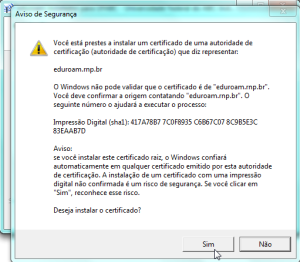 Aviso de Segurança
Você está prestes a instalar um certificado de uma autoridade de
certificação (autoridade de certificação) que diz representar:
eduroam.rnp.br
O Windows não pode validar que o certificado é de "eduroam.rnp.br".
Você deve confirmar a origem contatando "eduroam.rnp.br". O
seguinte número o ajudará a executar o processo:
Impressão Digital (sha1): 417A78B7 7C0F8935 C6B67C07 8C9B5E3C
83EAAB7D
Aviso:
se você instalar este certificado raiz, o Windows confiará
automaticamente em qualquer certificado emitido por esta autoridade
de certificação. A instalação de um certificado com uma impressão
digital não confirmada é um risco de segurança. Se você clicar em
"Sim", reconhece esse risco.
Deseja instalar o certificado?
Sim Não